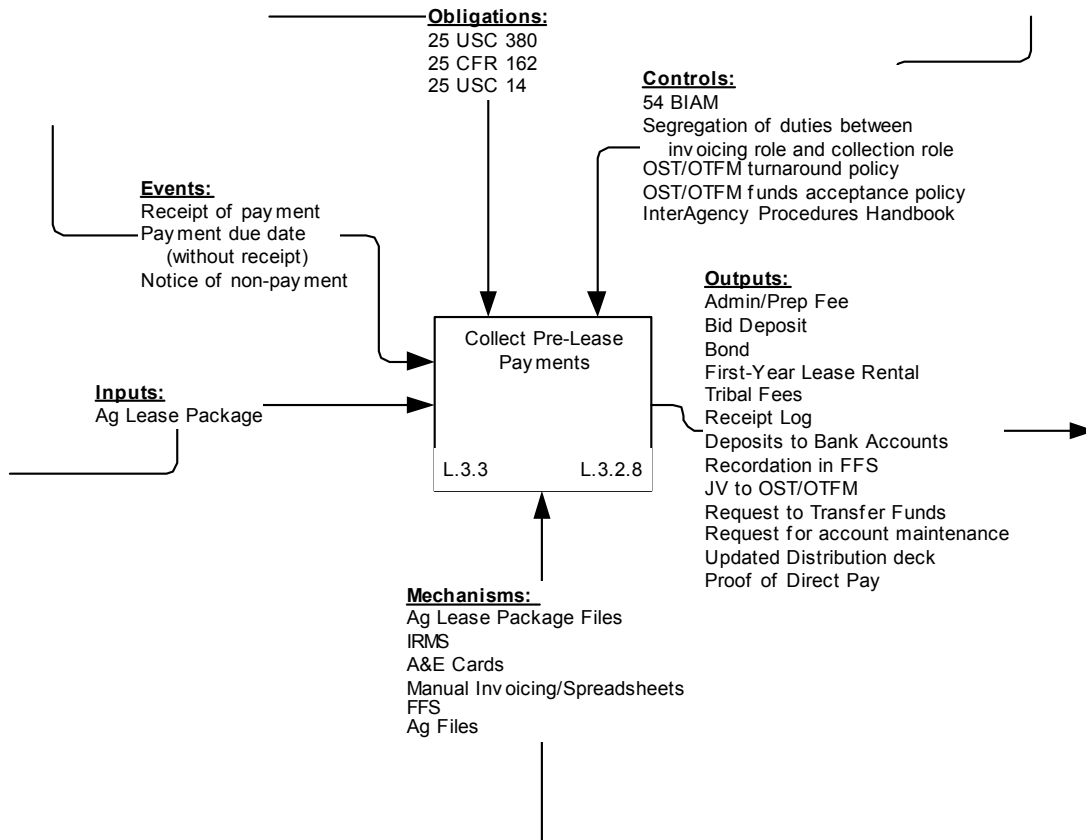 Obligations:
25 USC 380
25 CFR 162
25 USC 14
Controls:
54 BIAM
Segregation of duties between
invoicing role and collection role
OST/OTFM turnaround policy
OST/OTFM funds acceptance policy
InterAgency Procedures Handbook
Events:
Receipt of payment
Payment due date
(without receipt)
Notice of non-payment
Inputs:
Ag Lease Package
Collect Pre-Lease
Payments
L.3.3 L.3.2.8
Outputs:
Admin/Prep Fee
Bid Deposit
Bond
First-Year Lease Rental
Tribal Fees
Receipt Log
Deposits to Bank Accounts
Recordation in FFS
JV to OST/OTFM
Request to Transfer Funds
Request for account maintenance
Updated Distribution deck
Proof of Direct Pay
Mechanisms:
Ag Lease Package Files
IRMS
A&E Cards
Manual Invoicing/Spreadsheets
FFS
Ag Files